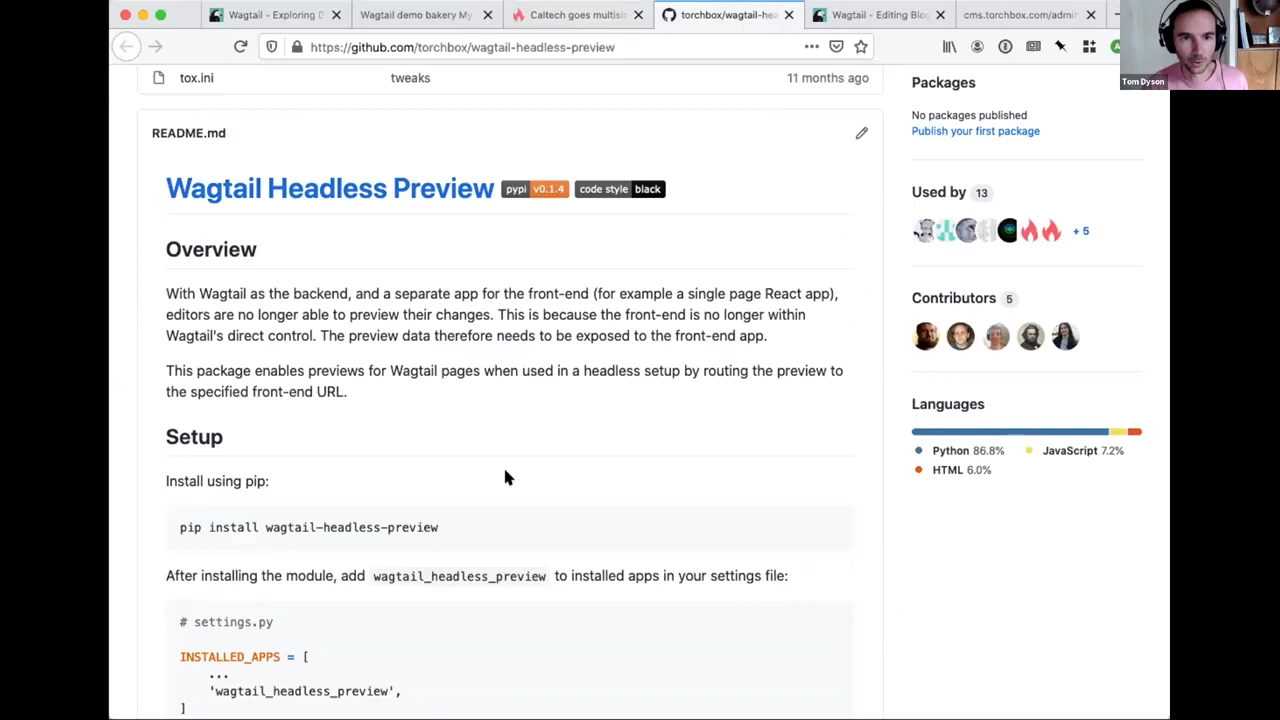 Wagtail - Exploring D
Wagtail demo bakery My
Caltech goes multisit
torchbox/wagtail-hea
Wagtail - Editing Blo
cms.torchbox.com/admin
https://github.com/torchbox/wagtail-headless-preview
Tom Dyson
tox.ini
tweaks
11 months ago
README.md
Wagtail Headless Preview
pypi v0.1.4
code style black
Overview
With Wagtail as the backend, and a separate app for the front-end (for example a single page React app),
editors are no longer able to preview their changes. This is because the front-end is no longer within
Wagtail's direct control. The preview data therefore needs to be exposed to the front-end app.
This package enables previews for Wagtail pages when used in a headless setup by routing the preview to
the specified front-end URL.
Setup
Install using pip:
pip install wagtail-headless-preview
After installing the module, add wagtail_headless_preview to installed apps in your settings file:
# settings.py
INSTALLED_APPS = [
...
'wagtail_headless_preview',
]
Packages
No packages published
Publish your first package
Used by 13
+ 5
Contributors 5
Languages
Python 86.8%
JavaScript 7.2%
HTML 6.0%